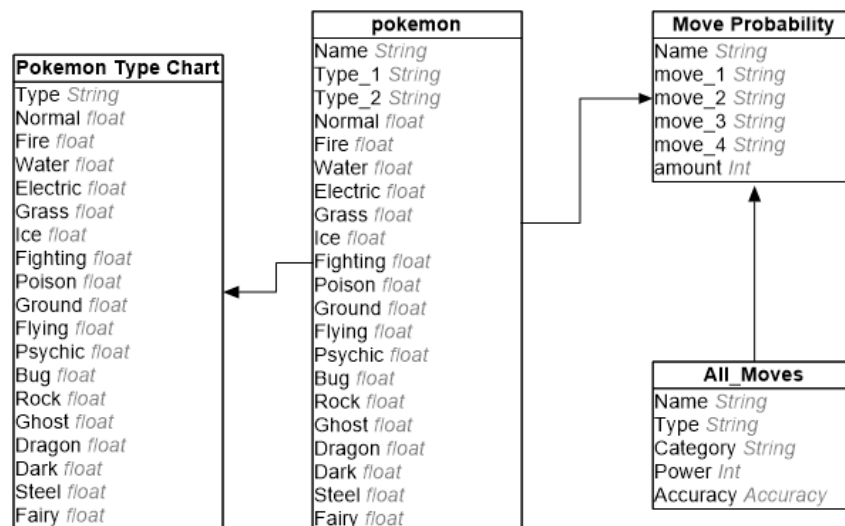 Pokemon Type Chart
Type String
Normal float
Fire float
Water float
Electric float
Grass float
Ice float
Fighting float
Poison float
Ground float
Flying float
Psychic float
Bug float
Rock float
Ghost float
Dragon float
Dark float
Steel float
Fairy float
pokemon
Name String
Type_1 String
Type_2 String
Normal float
Fire float
Water float
Electric float
Grass float
Ice float
Fighting float
Poison float
Ground float
Flying float
Psychic float
Bug float
Rock float
Ghost float
Dragon float
Dark float
Steel float
Fairy float
Move Probability
Name String
move_1 String
move_2 String
move_3 String
move_4 String
amount Int
All_Moves
Name String
Type String
Category String
Power Int
Accuracy Accuracy